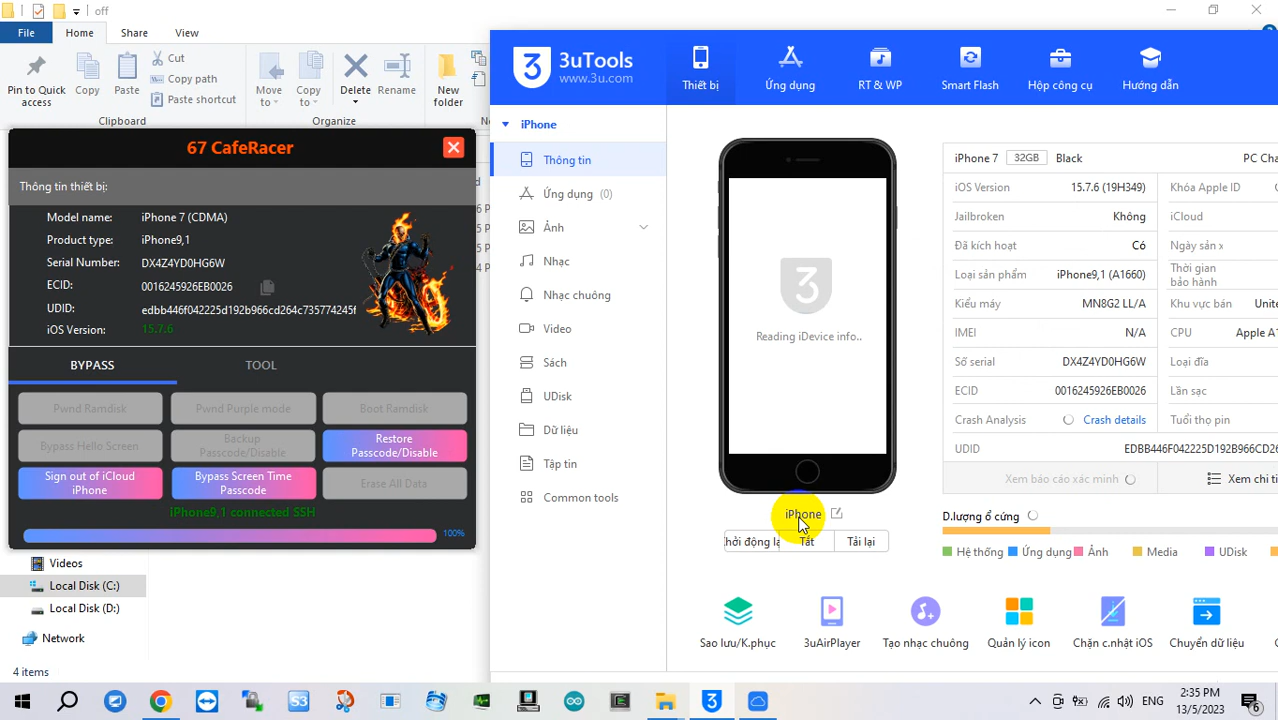 off
File
Home
Share
View
Pin to Quick access
Copy
Paste
Cut
Copy path
Paste shortcut
Clipboard
Move to
Copy to
Delete
Rename
New folder
Organize
67 CafeRacer
Thông tin thiết bị:
Model name: iPhone 7 (CDMA)
Product type: iPhone9,1
Serial Number: DX4Z4YD0HG6W
ECID: 0016245926EB0026
UDID: edbb446f042225d192b966cd264c735774245f
iOS Version: 15.7.6
BYPASS
TOOL
Pwnd Ramdisk
Pwnd Purple mode
Boot Ramdisk
Bypass Hello Screen
Backup Passcode/Disable
Restore Passcode/Disable
Sign out of iCloud iPhone
Bypass Screen Time Passcode
Erase All Data
iPhone9,1 connected SSH
100%
Videos
Local Disk (C:)
Local Disk (D:)
Network
4 items
3
3uTools
www.3u.com
Thiết bị
Ứng dụng
RT & WP
Smart Flash
Hộp công cụ
Hướng dẫn
iPhone
Thông tin
Ứng dụng (0)
Ảnh
Nhạc
Nhạc chuông
Video
Sách
UDisk
Dữ liệu
Tập tin
Common tools
3
Reading iDevice info..
iPhone
Khởi động lạ
Tắt
Tải lại
iPhone 7 32GB Black
PC Cha
iOS Version 15.7.6 (19H349)
Khóa Apple ID
Jailbroken Không
iCloud
Đã kích hoạt Có
Ngày sản x
Loại sản phẩm iPhone9,1 (A1660)
Thời gian bảo hành
Kiểu máy MN8G2 LL/A
Khu vực bán Unite
IMEI N/A
CPU Apple A1
Số serial DX4Z4YD0HG6W
Loại đĩa
ECID 0016245926EB0026
Lần sạc
Crash Analysis Crash details
Tuổi thọ pin
UDID EDBB446F042225D192B966CD26
Xem báo cáo xác minh
Xem chi ti
D.lượng ổ cứng
Hệ thống
Ứng dụng
Ảnh
Media
UDisk
Sao lưu/K.phục
3uAirPlayer
Tạo nhạc chuông
Quản lý icon
Chặn c.nhật iOS
Chuyển dữ liệu
S3
ENG
2:35 PM
13/5/2023
6